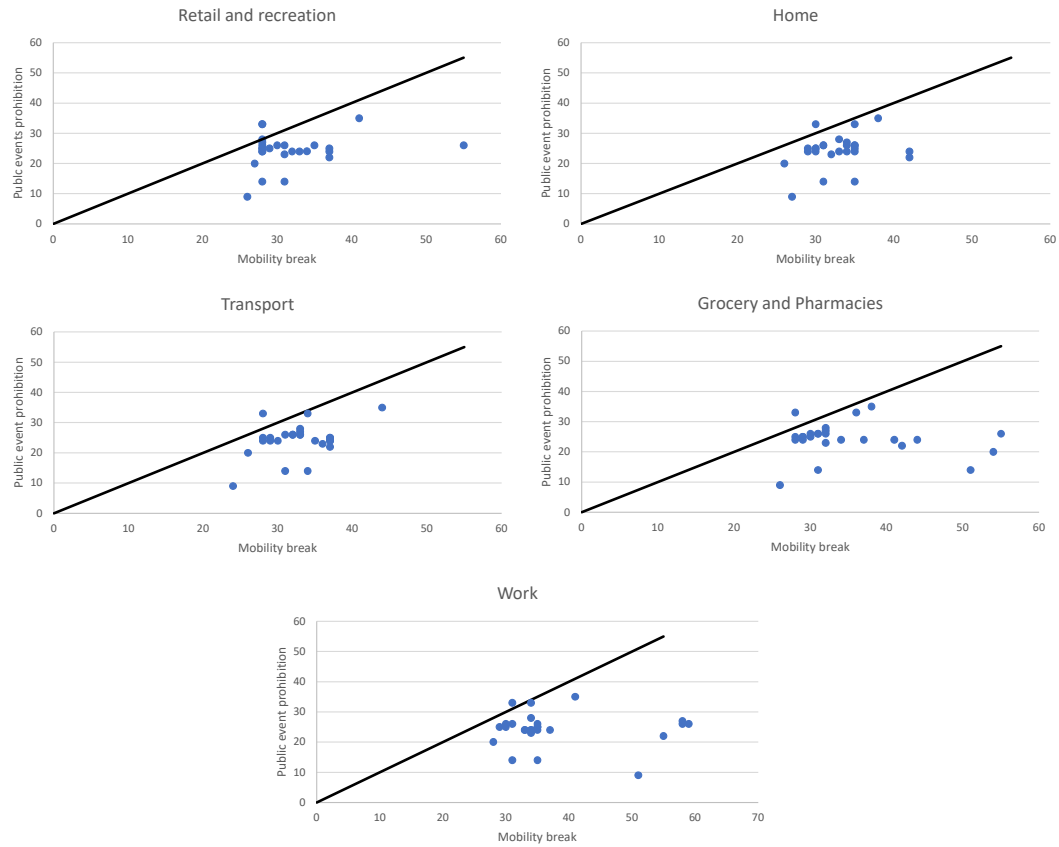 Retail and recreation
Public events prohibition
60
50
40
30
20
10
0
0 10 20 30 40 50 60
Mobility break
Home
Public event prohibition
60
50
40
30
20
10
0
0 10 20 30 40 50 60
Mobility break
Transport
Public event prohibition
60
50
40
30
20
10
0
0 10 20 30 40 50 60
Mobility break
Grocery and Pharmacies
Public event prohibition
60
50
40
30
20
10
0
0 10 20 30 40 50 60
Mobility break
Work
Public event prohibition
60
50
40
30
20
10
0
0 10 20 30 40 50 60 70
Mobility break